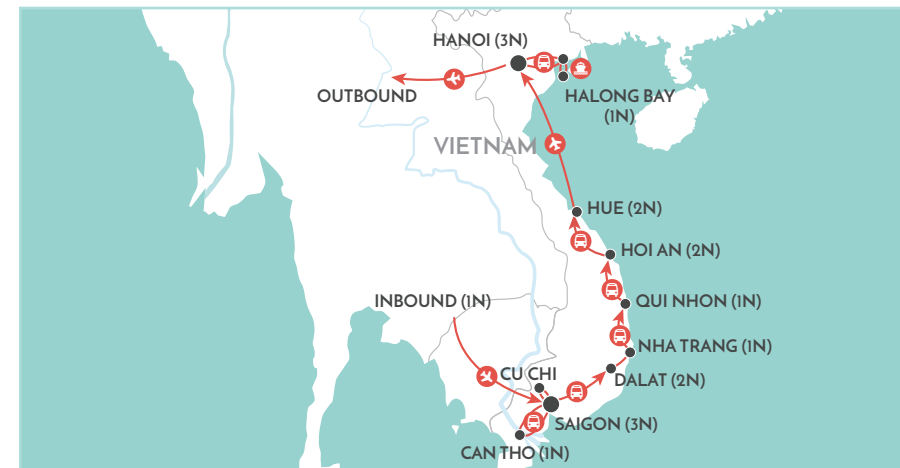 HANOI (3N)
OUTBOUND
HALONG BAY
(1N)
VIETNAM
HUE (2N)
HOI AN (2N)
INBOUND (1N)
QUI NHON (1N)
NHA TRANG (1N)
CU CHI
DALAT (2N)
SAIGON (3N)
CAN THO (1N)